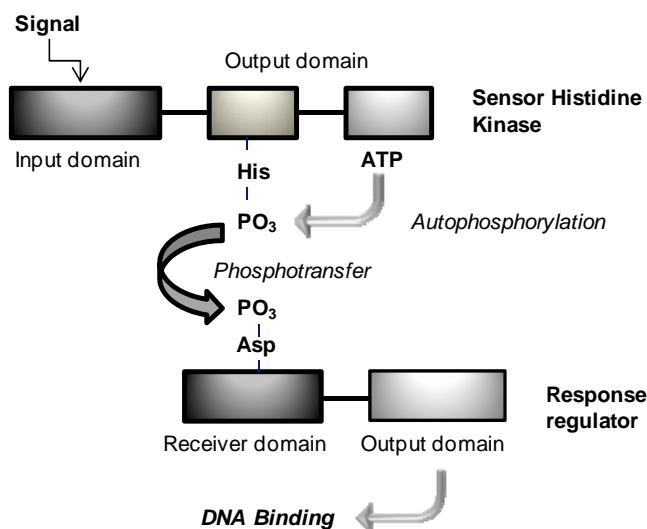 Signal
Output domain
Sensor Histidine
Kinase
Input domain
ATP
His
PO₃
Autophosphorylation
Phosphotransfer
PO₃
Asp
Response
regulator
Receiver domain
Output domain
DNA Binding